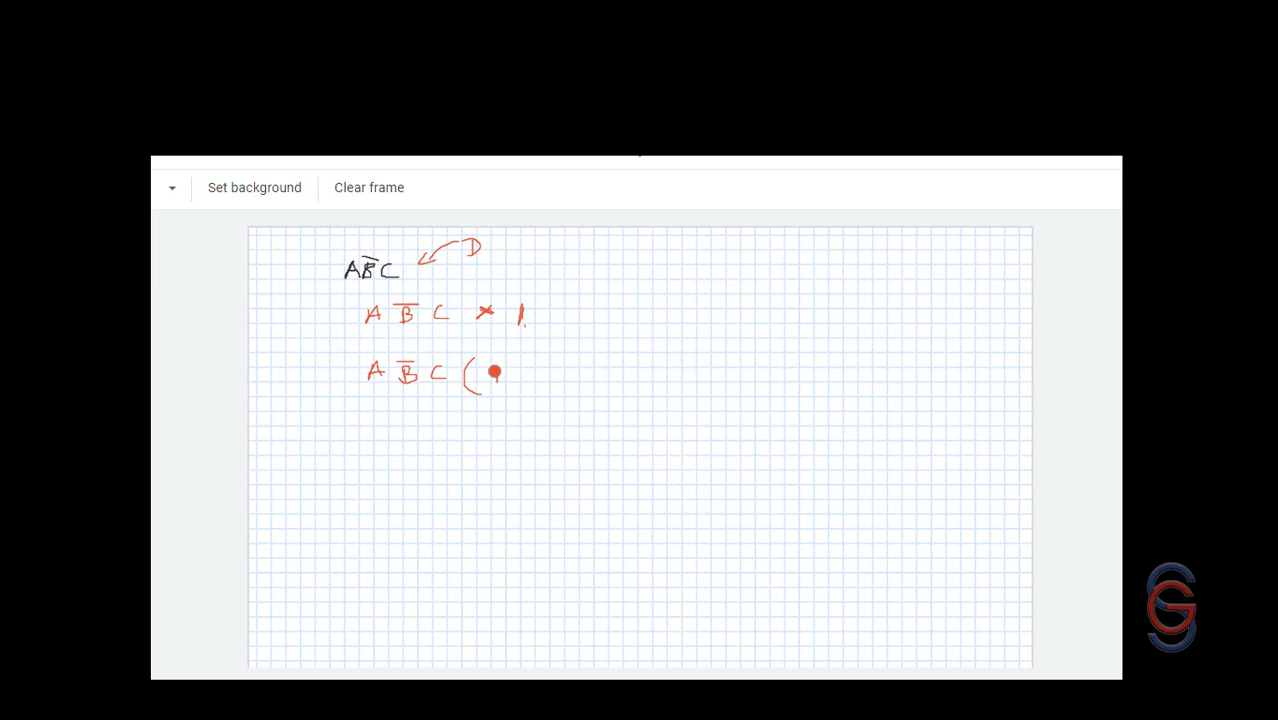 Set background Clear frame
D
AB̅C
A B̅ C × 1
A B̅ C (